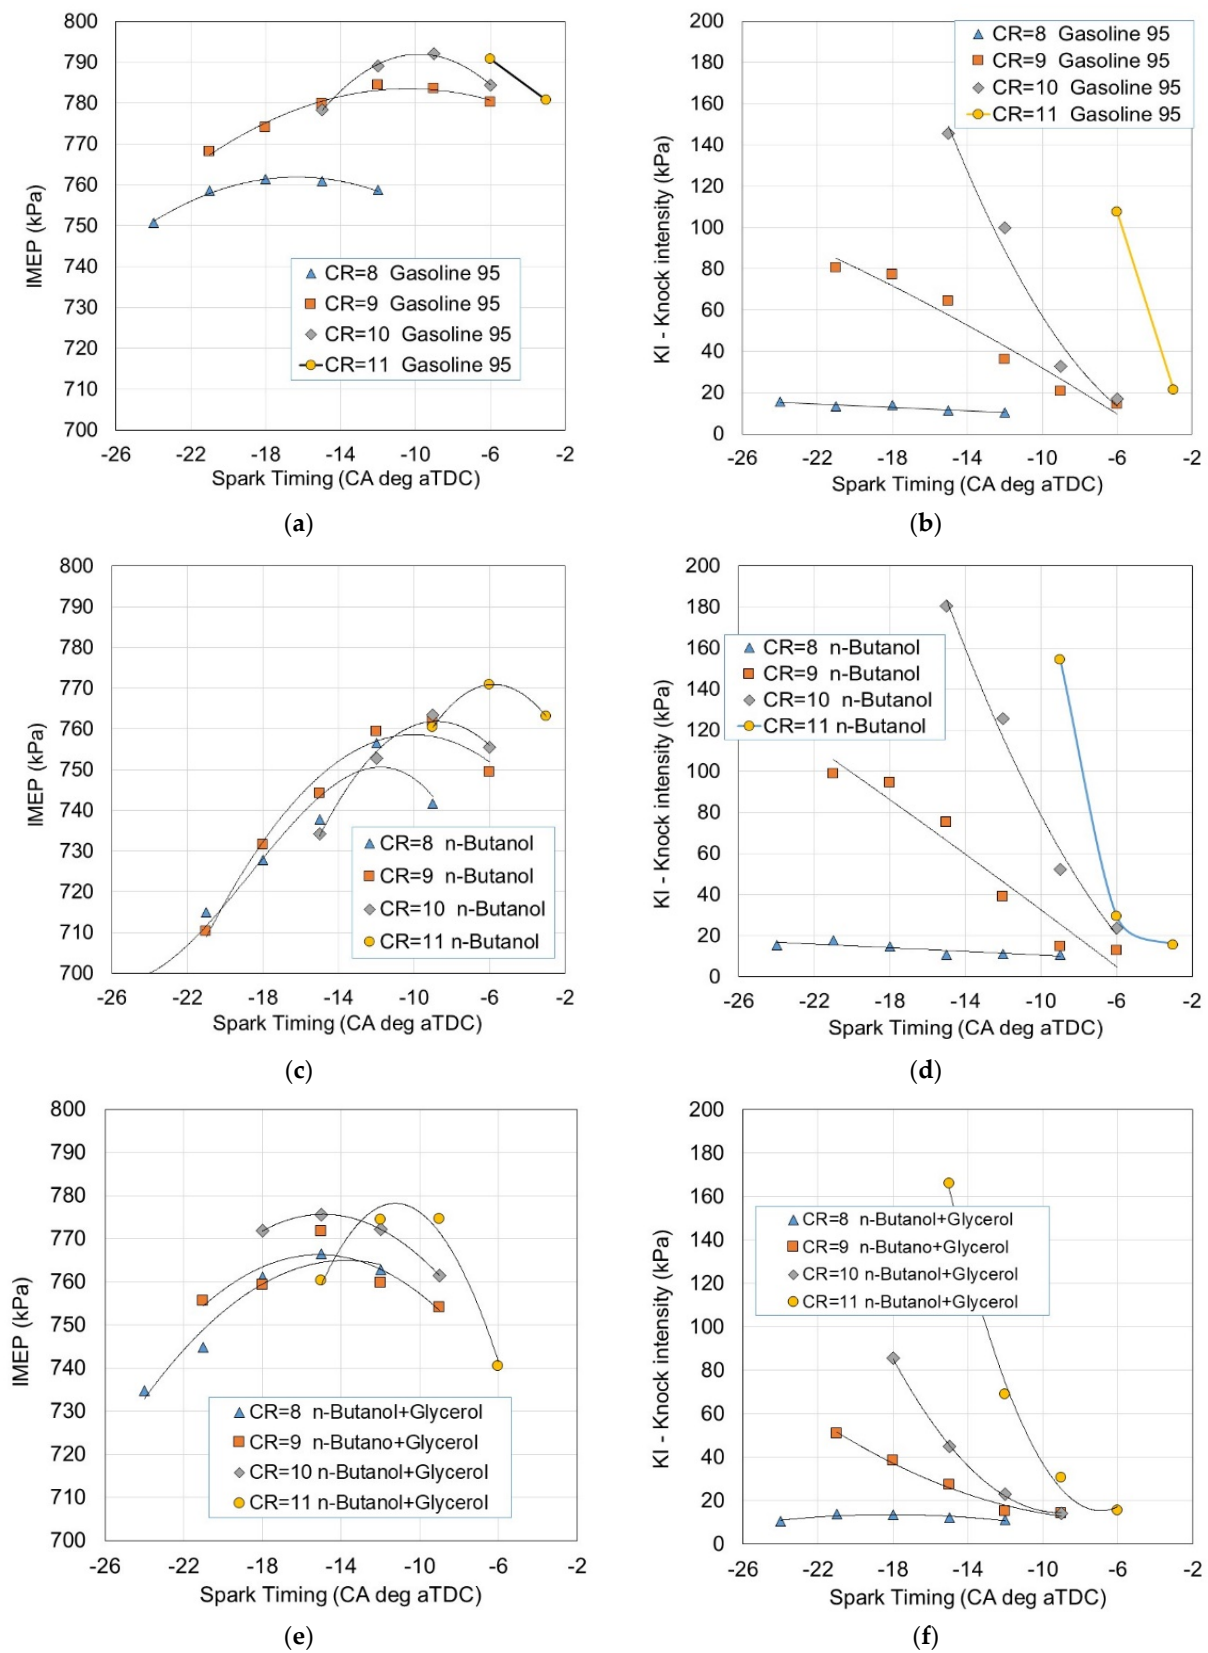 800
790
780
770
760
750
740
730
720
710
700
IMEP (kPa)
CR=8 Gasoline 95
CR=9 Gasoline 95
CR=10 Gasoline 95
CR=11 Gasoline 95
-26 -22 -18 -14 -10 -6 -2
Spark Timing (CA deg aTDC)
(a)
200
180
160
140
120
100
80
60
40
20
0
KI - Knock intensity (kPa)
CR=8 Gasoline 95
CR=9 Gasoline 95
CR=10 Gasoline 95
CR=11 Gasoline 95
-26 -22 -18 -14 -10 -6 -2
Spark Timing (CA deg aTDC)
(b)
800
790
780
770
760
750
740
730
720
710
700
IMEP (kPa)
CR=8 n-Butanol
CR=9 n-Butanol
CR=10 n-Butanol
CR=11 n-Butanol
-26 -22 -18 -14 -10 -6 -2
Spark Timing (CA deg aTDC)
(c)
200
180
160
140
120
100
80
60
40
20
0
KI - Knock intensity (kPa)
CR=8 n-Butanol
CR=9 n-Butanol
CR=10 n-Butanol
CR=11 n-Butanol
-26 -22 -18 -14 -10 -6 -2
Spark Timing (CA deg aTDC)
(d)
800
790
780
770
760
750
740
730
720
710
700
IMEP (kPa)
CR=8 n-Butanol+Glycerol
CR=9 n-Butano+Glycerol
CR=10 n-Butanol+Glycerol
CR=11 n-Butanol+Glycerol
-26 -22 -18 -14 -10 -6 -2
Spark Timing (CA deg aTDC)
(e)
200
180
160
140
120
100
80
60
40
20
0
KI - Knock intensity (kPa)
CR=8 n-Butanol+Glycerol
CR=9 n-Butano+Glycerol
CR=10 n-Butanol+Glycerol
CR=11 n-Butanol+Glycerol
-26 -22 -18 -14 -10 -6 -2
Spark Timing (CA deg aTDC)
(f)